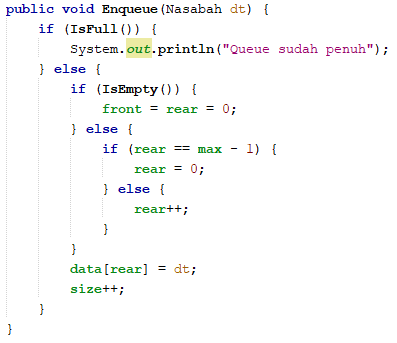 public void Enqueue(Nasabah dt) {
    if (IsFull()) {
        System.out.println("Queue sudah penuh");
    } else {
        if (IsEmpty()) {
            front = rear = 0;
        } else {
            if (rear == max - 1) {
                rear = 0;
            } else {
                rear++;
            }
        }
        data[rear] = dt;
        size++;
    }
}